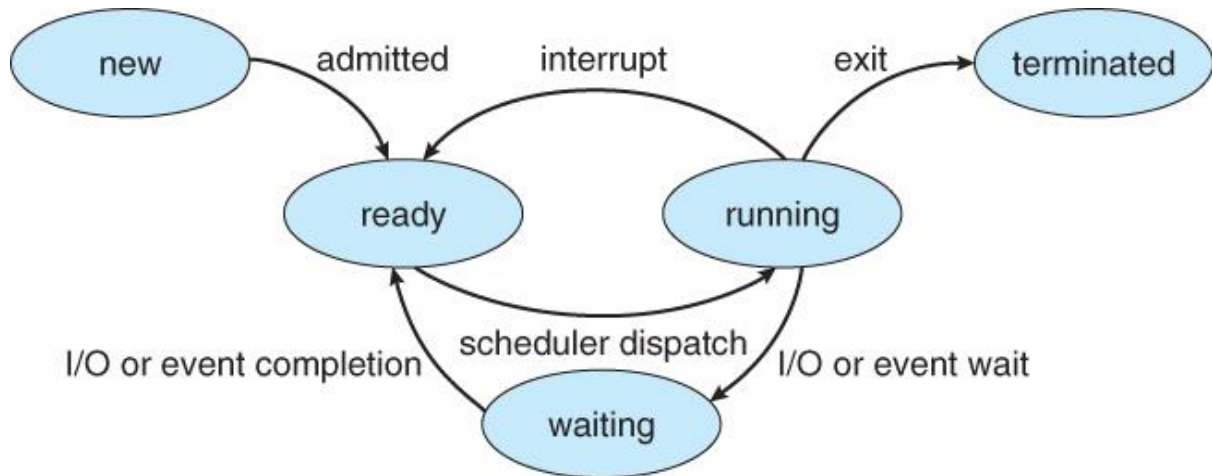 new
admitted
interrupt
exit
terminated
ready
running
I/O or event completion
scheduler dispatch
I/O or event wait
waiting